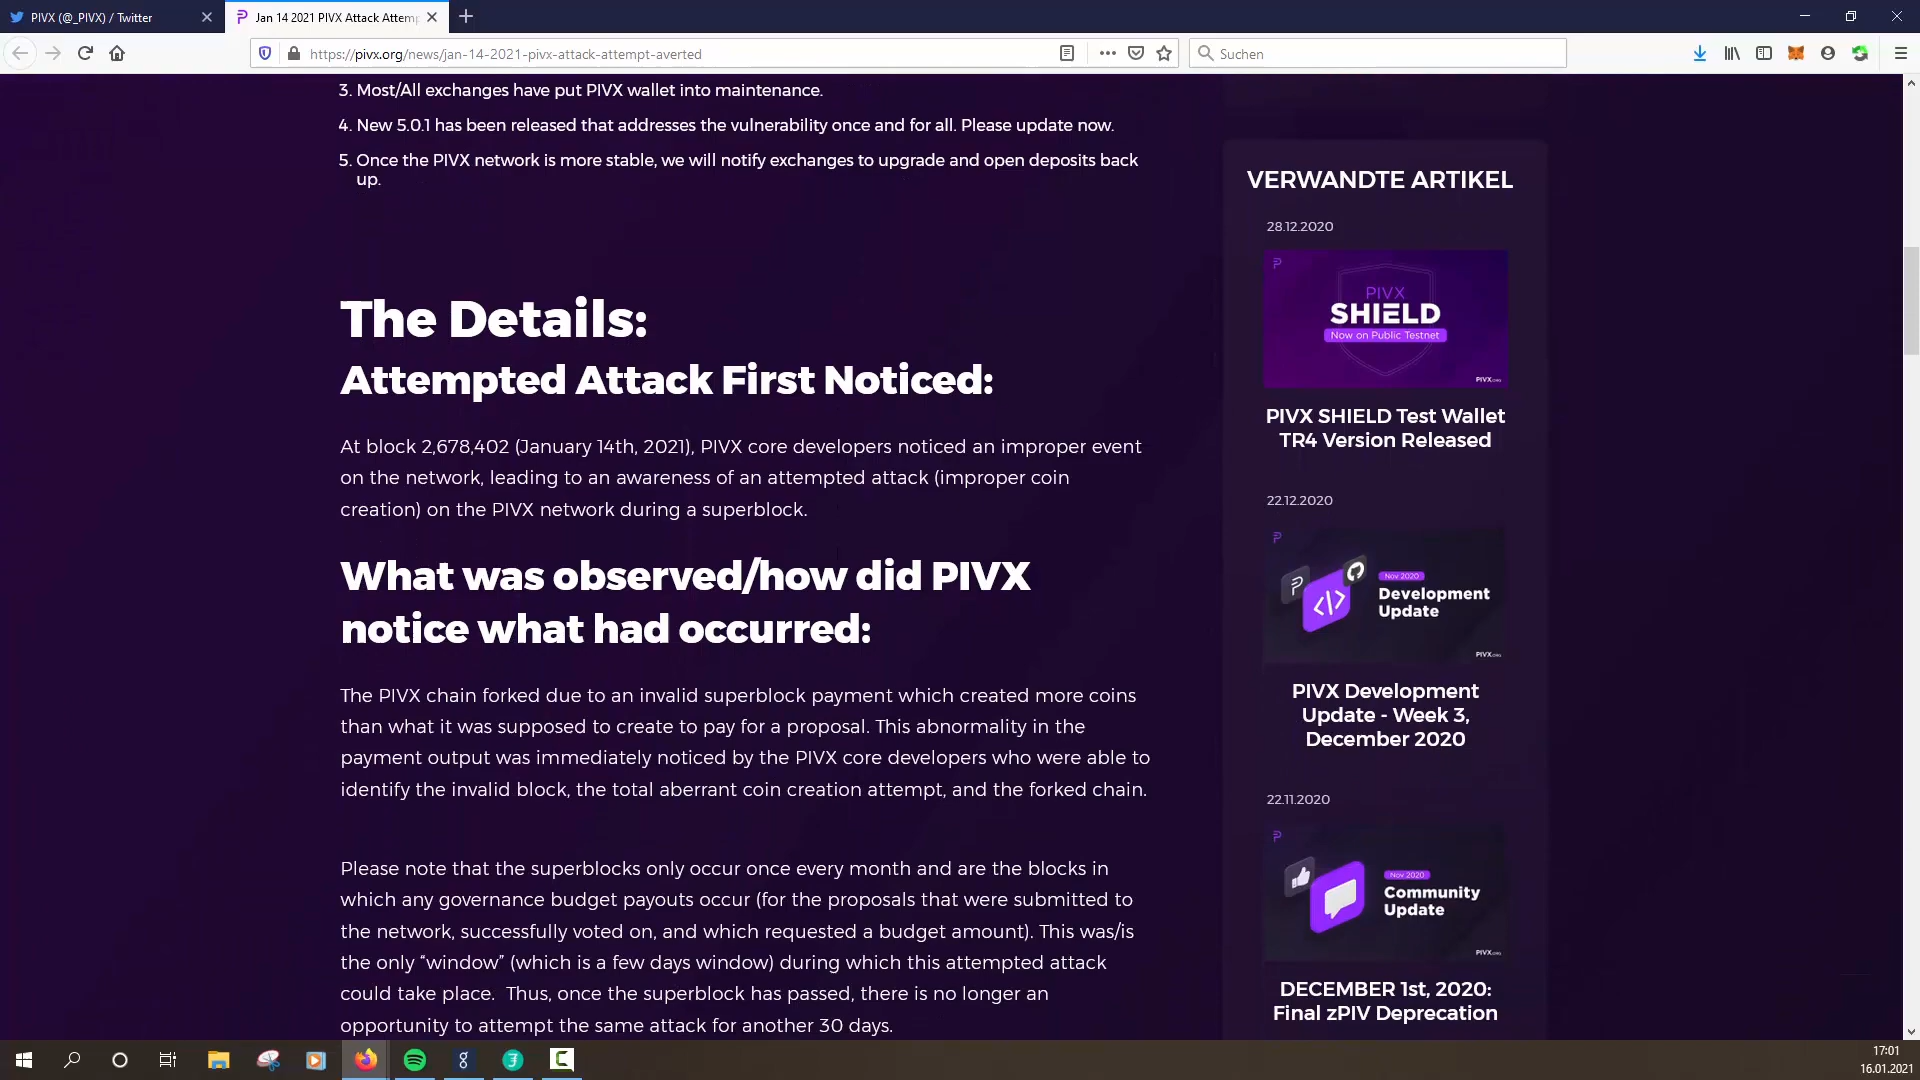 PIVX (@_PIVX) / Twitter
Jan 14 2021 PIVX Attack Attemp
https://pivx.org/news/jan-14-2021-pivx-attack-attempt-averted
Suchen
3. Most/All exchanges have put PIVX wallet into maintenance.
4. New 5.0.1 has been released that addresses the vulnerability once and for all. Please update now.
5. Once the PIVX network is more stable, we will notify exchanges to upgrade and open deposits back
up.
The Details:
Attempted Attack First Noticed:
At block 2,678,402 (January 14th, 2021), PIVX core developers noticed an improper event
on the network, leading to an awareness of an attempted attack (improper coin
creation) on the PIVX network during a superblock.
What was observed/how did PIVX
notice what had occurred:
The PIVX chain forked due to an invalid superblock payment which created more coins
than what it was supposed to create to pay for a proposal. This abnormality in the
payment output was immediately noticed by the PIVX core developers who were able to
identify the invalid block, the total aberrant coin creation attempt, and the forked chain.
Please note that the superblocks only occur once every month and are the blocks in
which any governance budget payouts occur (for the proposals that were submitted to
the network, successfully voted on, and which requested a budget amount). This was/is
the only “window” (which is a few days window) during which this attempted attack
could take place.  Thus, once the superblock has passed, there is no longer an
opportunity to attempt the same attack for another 30 days.
VERWANDTE ARTIKEL
28.12.2020
PIVX
SHIELD
Now on Public Testnet
PIVX.org
PIVX SHIELD Test Wallet
TR4 Version Released
22.12.2020
Nov 2020
Development
Update
PIVX.org
PIVX Development
Update - Week 3,
December 2020
22.11.2020
Nov 2020
Community
Update
PIVX.org
DECEMBER 1st, 2020:
Final zPIV Deprecation
17:01
16.01.2021